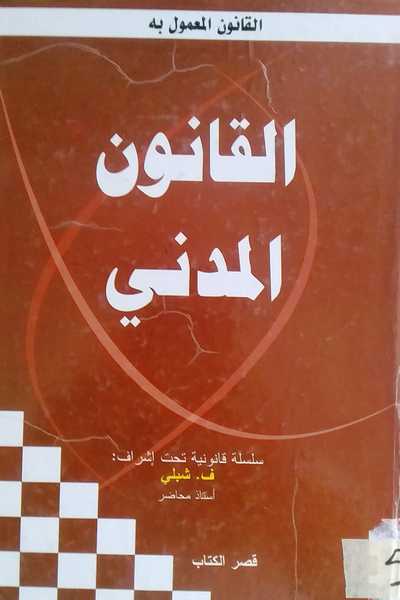 القانون المعمول به
القانون
المدني
سلسلة قانونية تحت إشراف:
ف. شبلي
أستاذ محاضر
قصر الكتاب